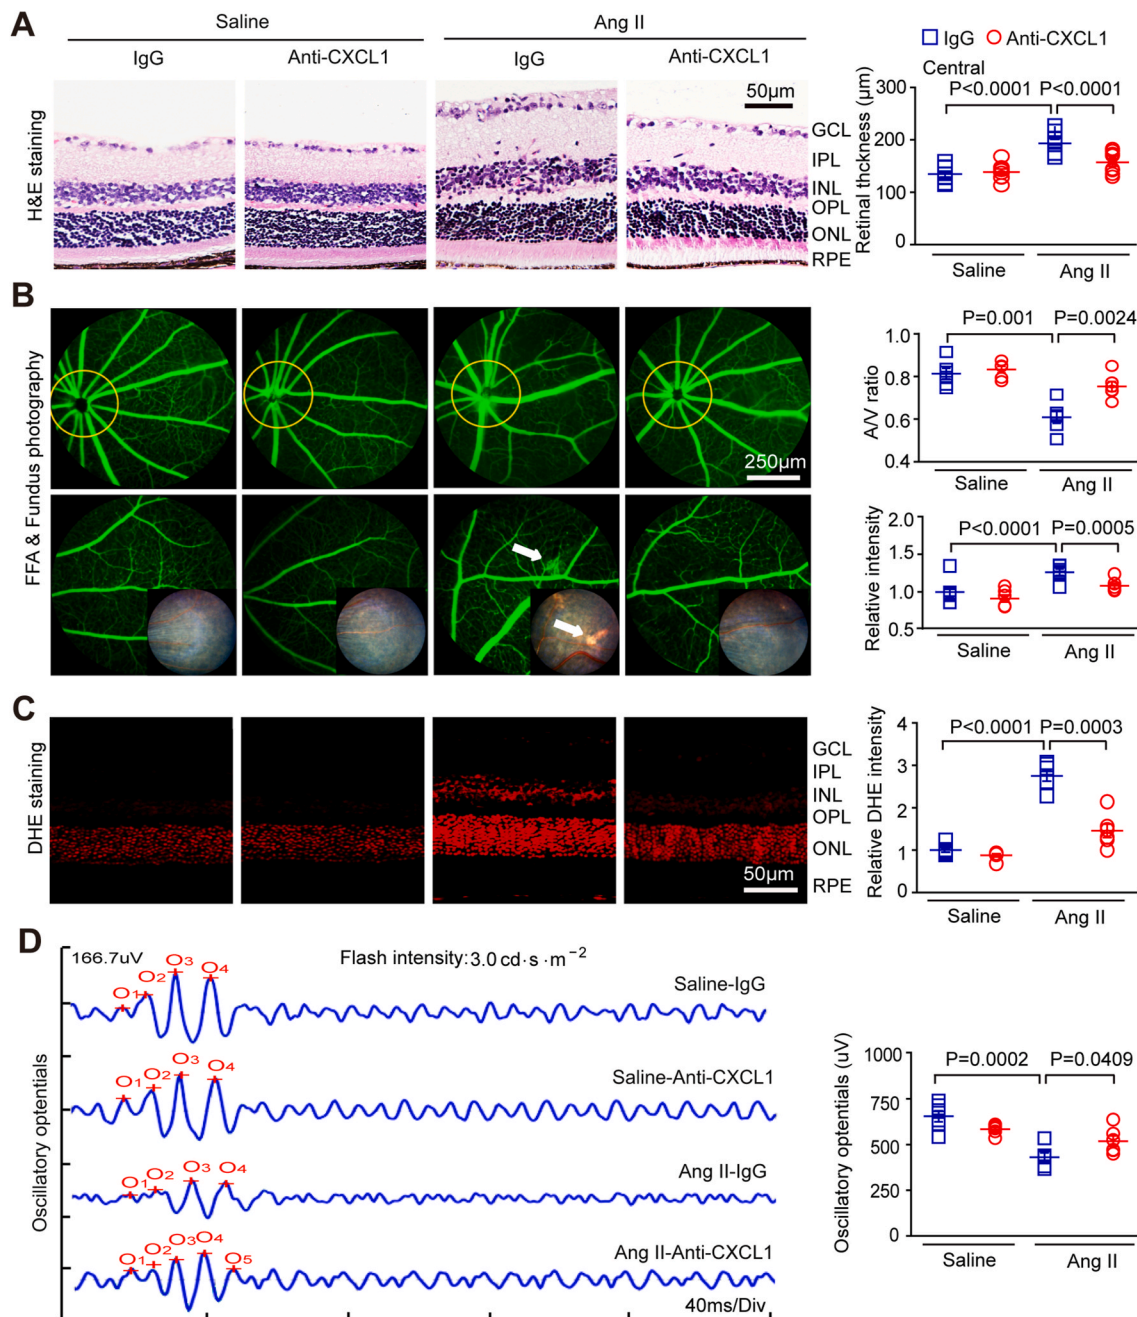 A
Saline
Ang II
IgG
Anti-CXCL1
IgG
Anti-CXCL1
H&E staining
50μm
GCL
IPL
INL
OPL
ONL
RPE
IgG
Anti-CXCL1
Central
P<0.0001
P<0.0001
Retinal thckness (μm)
300
200
100
0
Saline
Ang II
B
FFA & Fundus photography
250μm
P=0.001
P=0.0024
A/V ratio
1.0
0.8
0.6
0.4
Saline
Ang II
P<0.0001
P=0.0005
Relative intensity
2.0
1.5
1.0
0.5
Saline
Ang II
C
DHE staining
GCL
IPL
INL
OPL
ONL
RPE
50μm
P<0.0001
P=0.0003
Relative DHE intensity
4
3
2
1
0
Saline
Ang II
D
Oscillatory optentials
166.7uV
Flash intensity: 3.0 cd·s·m⁻²
O1 O2 O3 O4
Saline-IgG
O1 O2 O3 O4
Saline-Anti-CXCL1
O1 O2 O3 O4
Ang II-IgG
O1 O2 O3 O4 O5
Ang II-Anti-CXCL1
40ms/Div
P=0.0002
P=0.0409
Oscillatory optentials (uV)
1000
750
500
250
0
Saline
Ang II